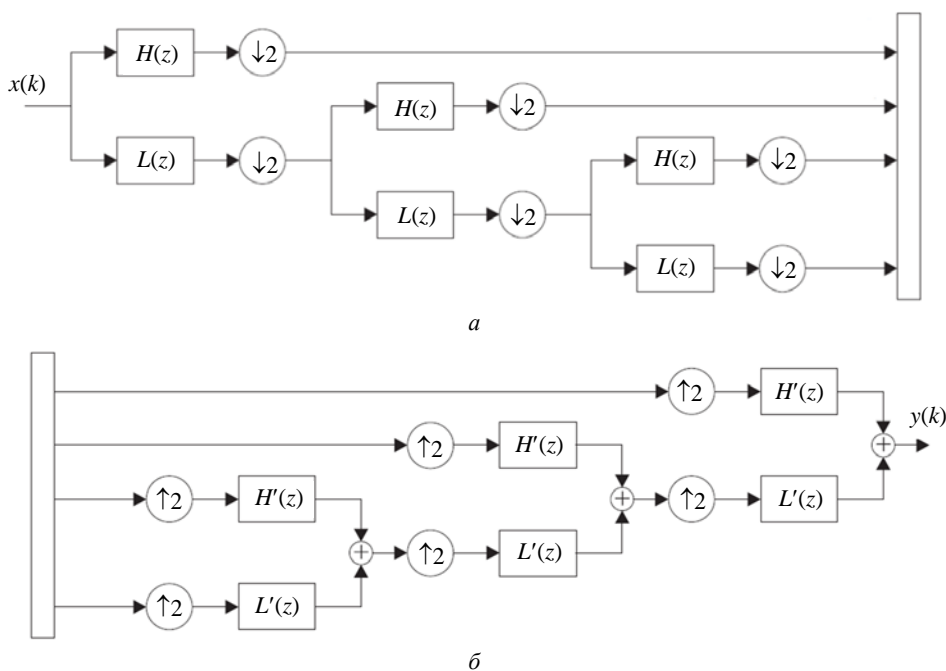 H(z) ↓2
x(k)
H(z) ↓2
L(z) ↓2
H(z) ↓2
L(z) ↓2
L(z) ↓2
а
↑2 H′(z)
y(k)
↑2 H′(z)
+
↑2 H′(z) + ↑2 L′(z)
+ ↑2 L′(z)
↑2 L′(z)
б